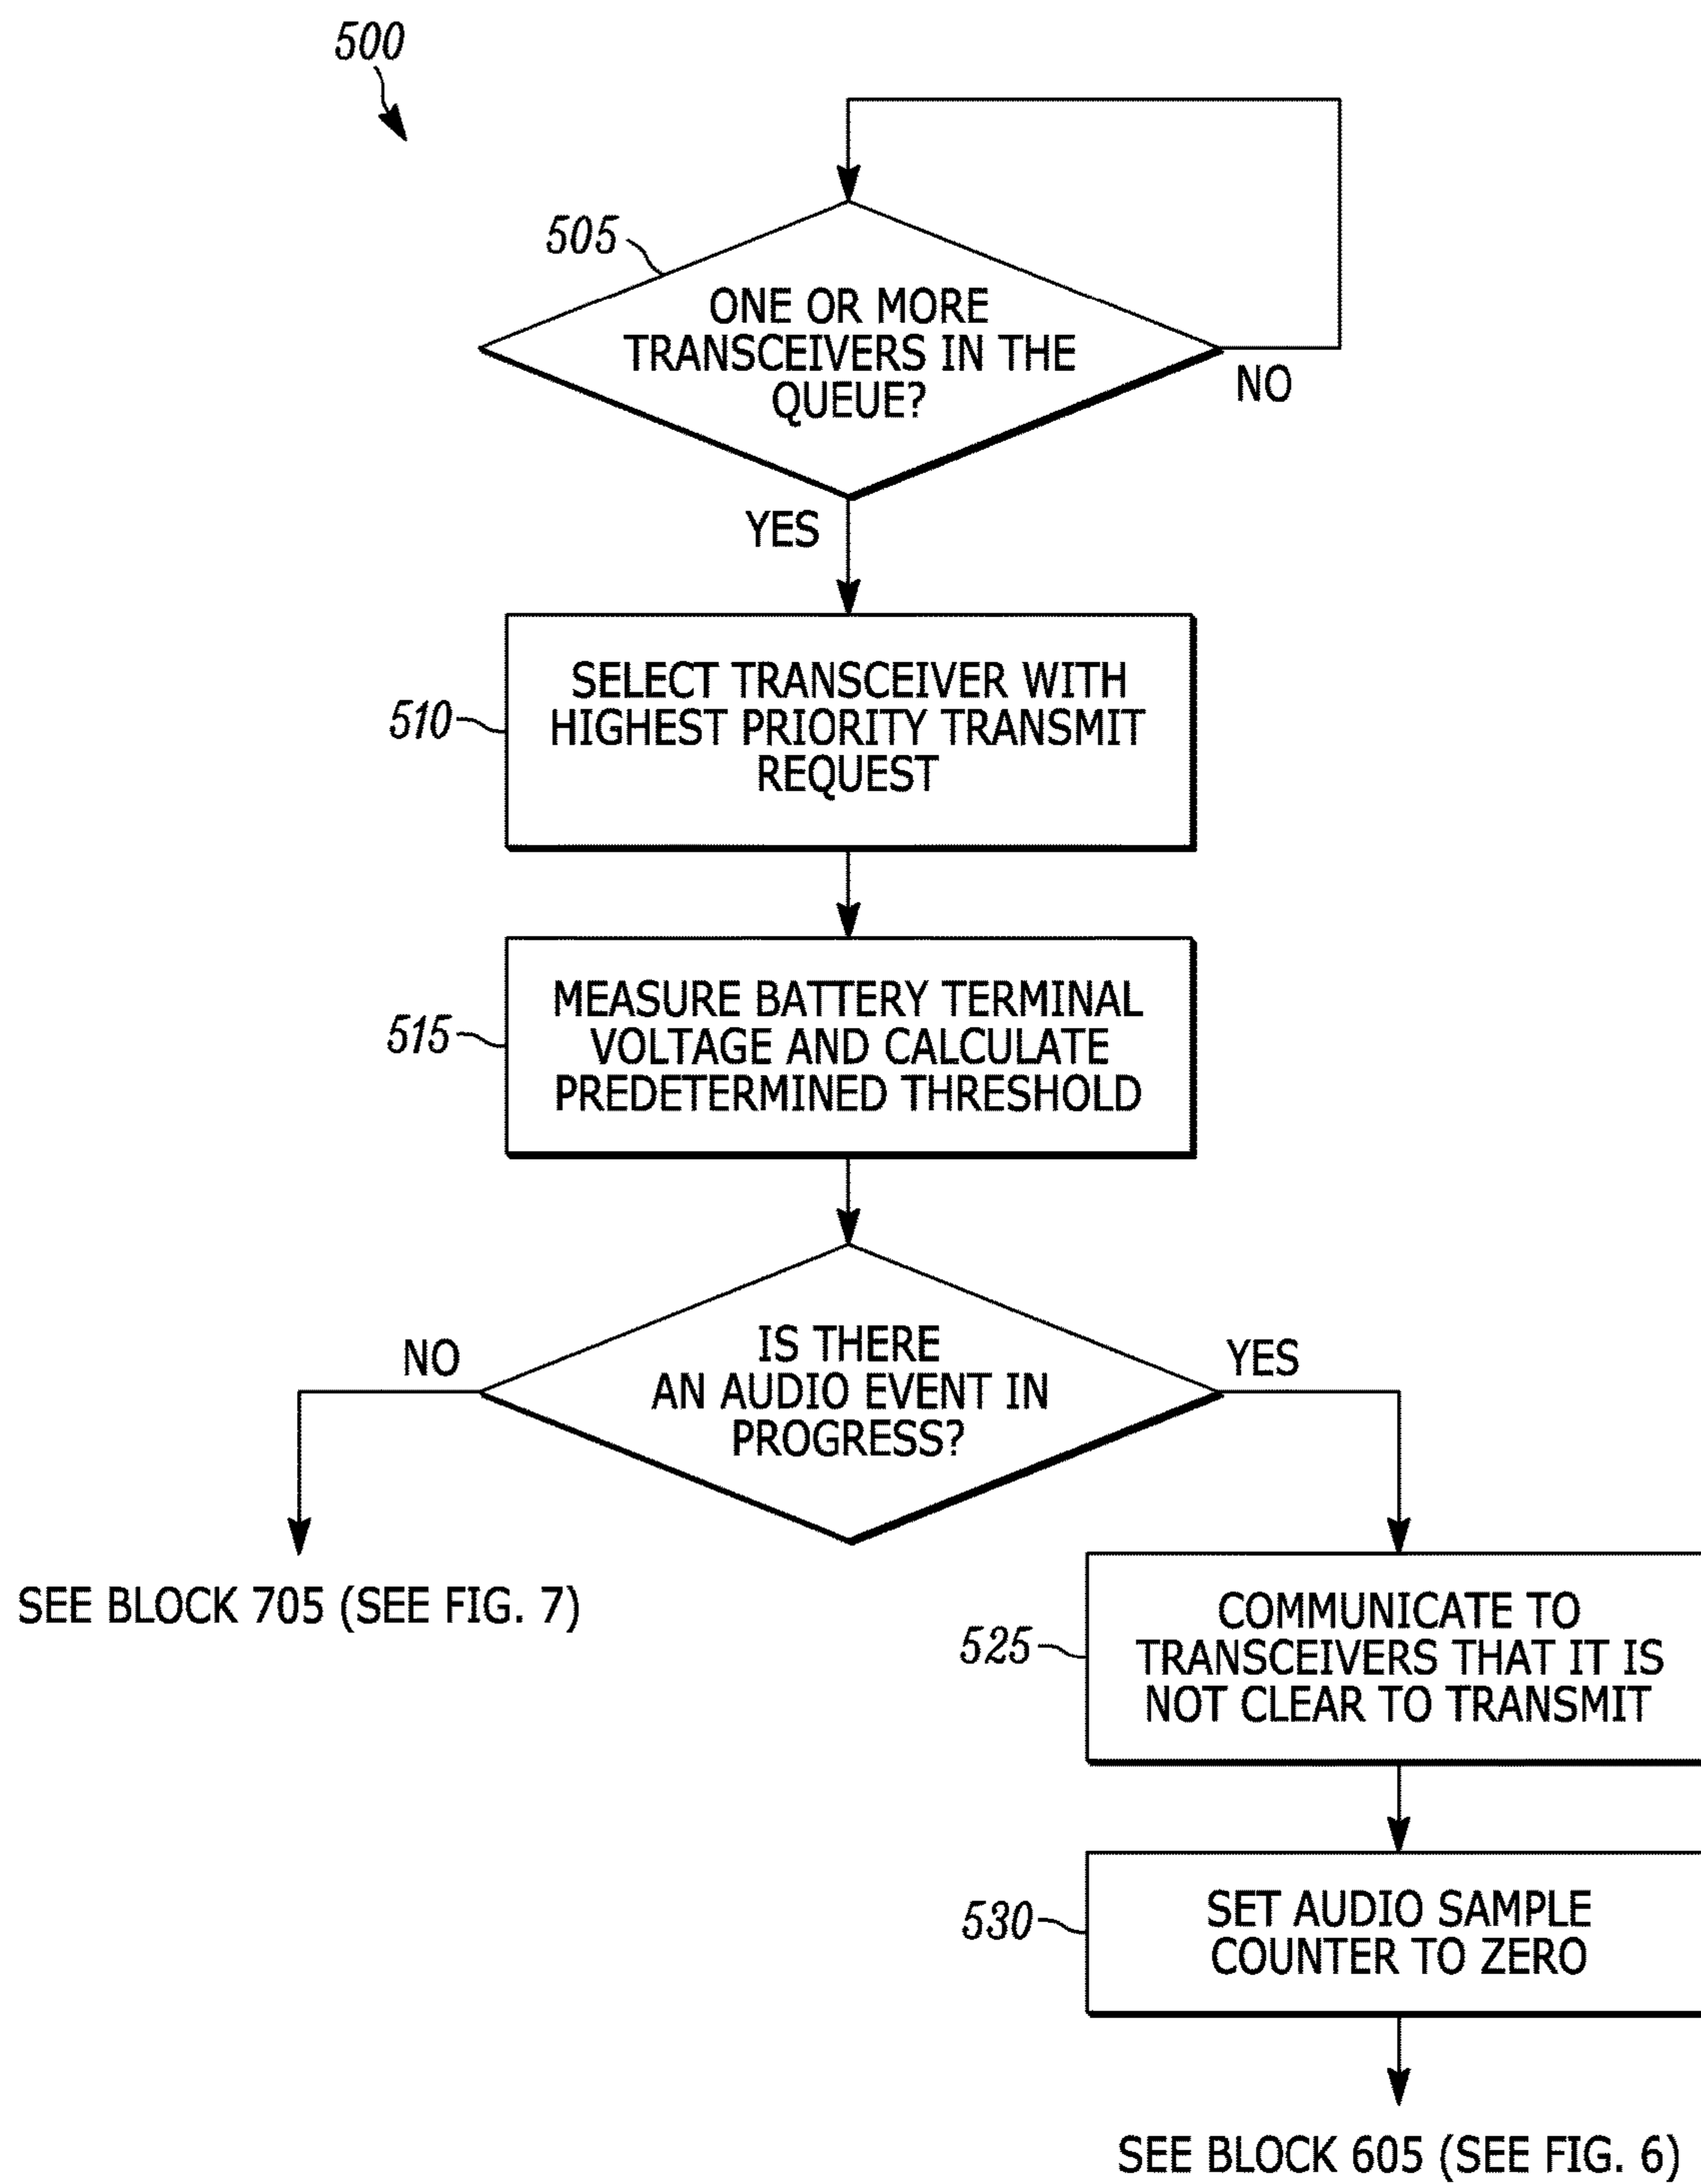 500
505
ONE OR MORE
TRANSCEIVERS IN THE
QUEUE?
NO
YES
510
SELECT TRANSCEIVER WITH
HIGHEST PRIORITY TRANSMIT
REQUEST
515
MEASURE BATTERY TERMINAL
VOLTAGE AND CALCULATE
PREDETERMINED THRESHOLD
NO
IS THERE
AN AUDIO EVENT IN
PROGRESS?
YES
SEE BLOCK 705 (SEE FIG. 7)
525
COMMUNICATE TO
TRANSCEIVERS THAT IT IS
NOT CLEAR TO TRANSMIT
530
SET AUDIO SAMPLE
COUNTER TO ZERO
SEE BLOCK 605 (SEE FIG. 6)